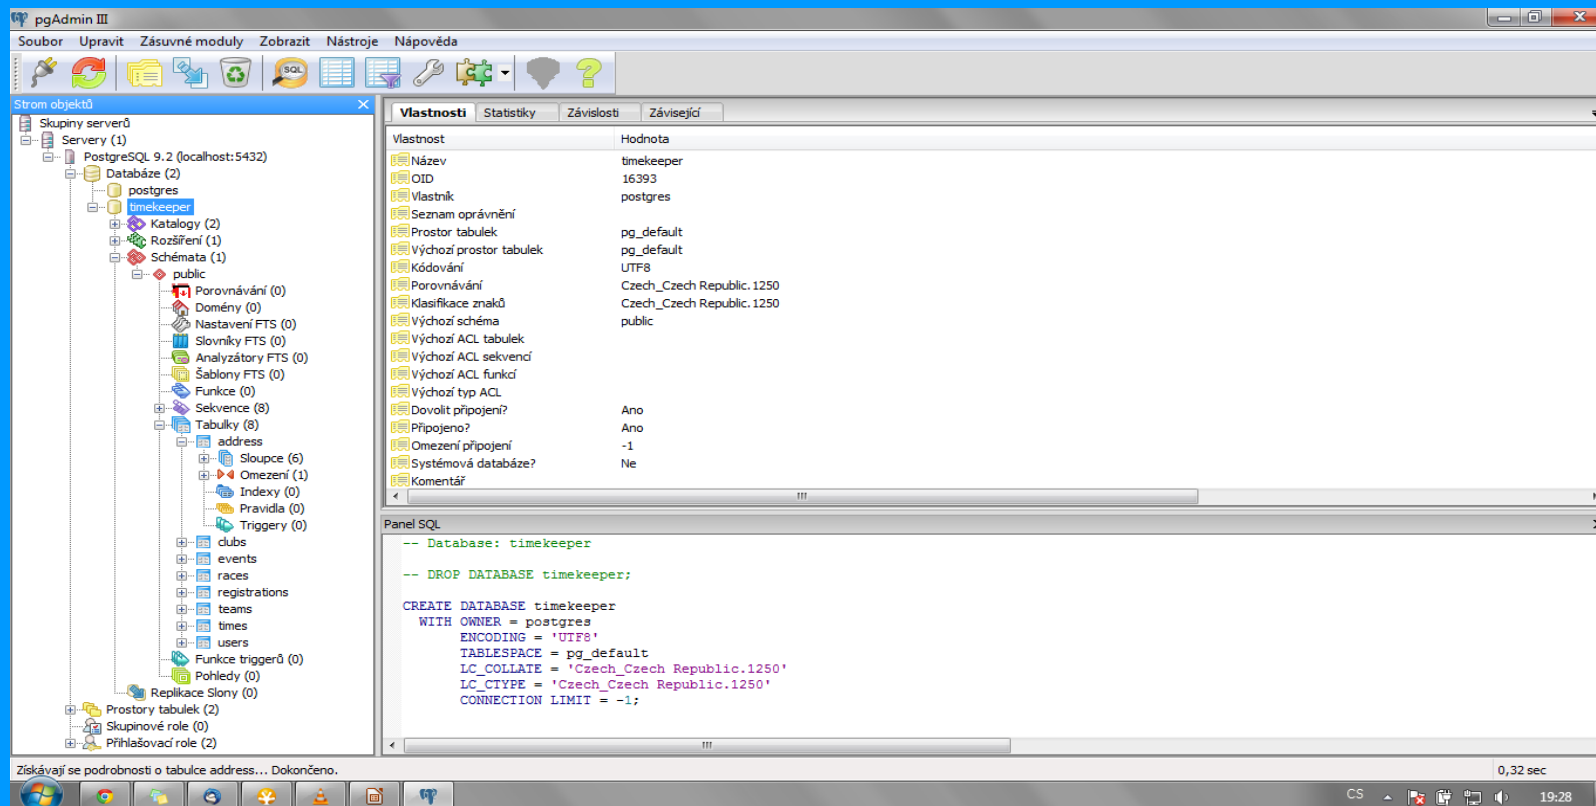 pgAdmin III
Soubor Upravit Zásuvné moduly Zobrazit Nástroje Nápověda
SQL
Strom objektů
Skupiny serverů
Servery (1)
PostgreSQL 9.2 (localhost:5432)
Databáze (2)
postgres
timekeeper
Katalogy (2)
Rozšíření (1)
Schémata (1)
public
Porovnávání (0)
Domény (0)
Nastavení FTS (0)
Slovníky FTS (0)
Analyzátory FTS (0)
Šablony FTS (0)
Funkce (0)
Sekvence (8)
Tabulky (8)
address
Sloupce (6)
Omezení (1)
Indexy (0)
Pravidla (0)
Triggery (0)
clubs
events
races
registrations
teams
times
users
Funkce triggerů (0)
Pohledy (0)
Replikace Slony (0)
Prostory tabulek (2)
Skupinové role (0)
Přihlašovací role (2)
Vlastnosti Statistiky Závislosti Závisející
Vlastnost Hodnota
Název timekeeper
OID 16393
Vlastník postgres
Seznam oprávnění
Prostor tabulek pg_default
Výchozí prostor tabulek pg_default
Kódování UTF8
Porovnávání Czech_Czech Republic.1250
Klasifikace znaků Czech_Czech Republic.1250
Výchozí schéma public
Výchozí ACL tabulek
Výchozí ACL sekvencí
Výchozí ACL funkcí
Výchozí typ ACL
Dovolit připojení? Ano
Připojeno? Ano
Omezení připojení -1
Systémová databáze? Ne
Komentář
Panel SQL
-- Database: timekeeper
-- DROP DATABASE timekeeper;
CREATE DATABASE timekeeper
WITH OWNER = postgres
ENCODING = 'UTF8'
TABLESPACE = pg_default
LC_COLLATE = 'Czech_Czech Republic.1250'
LC_CTYPE = 'Czech_Czech Republic.1250'
CONNECTION LIMIT = -1;
Získávají se podrobnosti o tabulce address... Dokončeno.
0,32 sec
CS 19:28